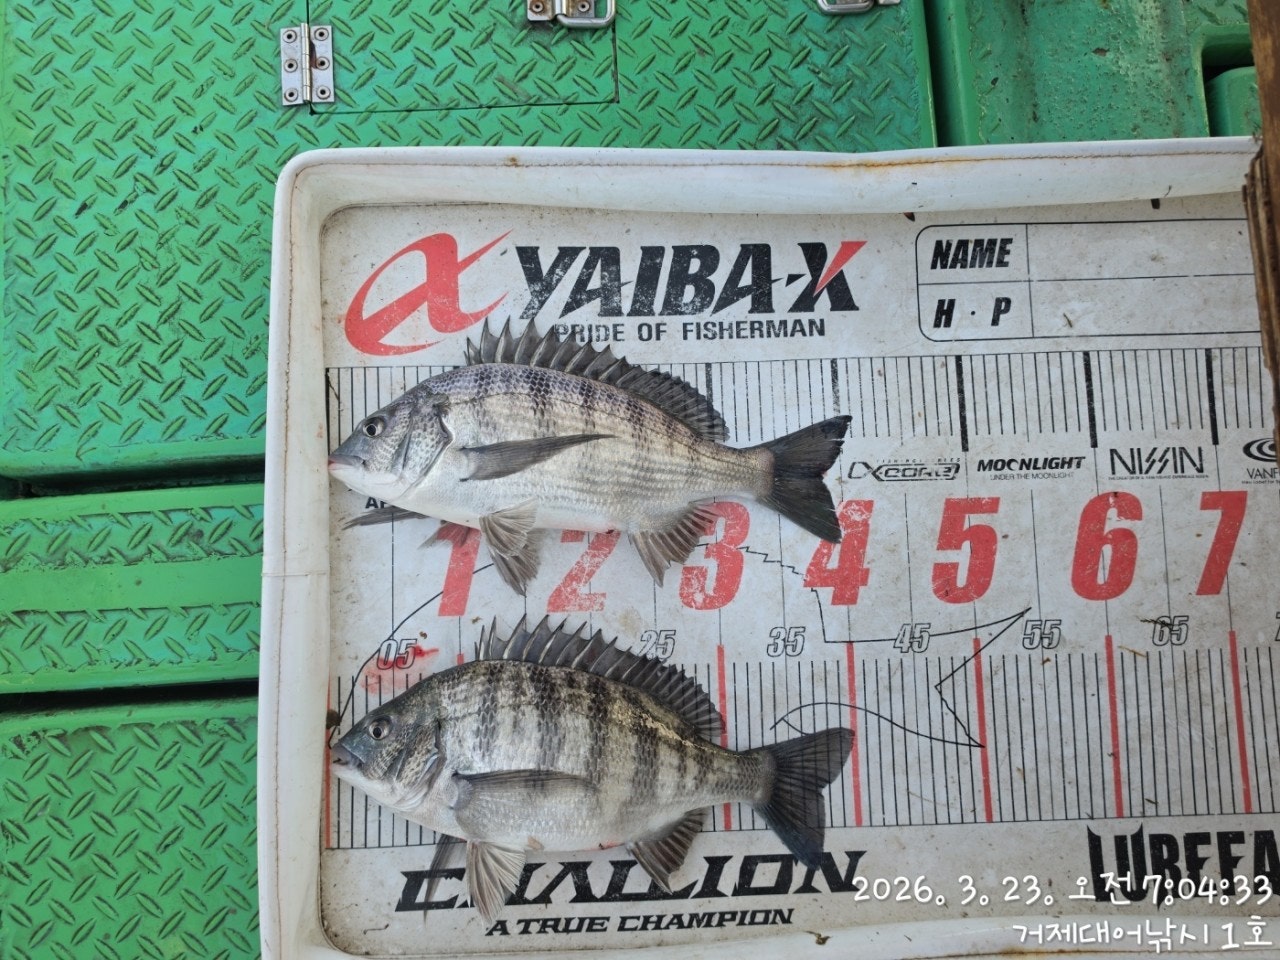 YAIBA-X
PRIDE OF FISHERMAN
NAME
H · P
MOONLIGHT
UNDER THE MOONLIGHT
NISSIN
1 2 3 4 5 6 7
05 25 35 45 55 65
CHALLION
A TRUE CHAMPION
2026. 3. 23. 오전 7:04:33
거제대어낚시 1호